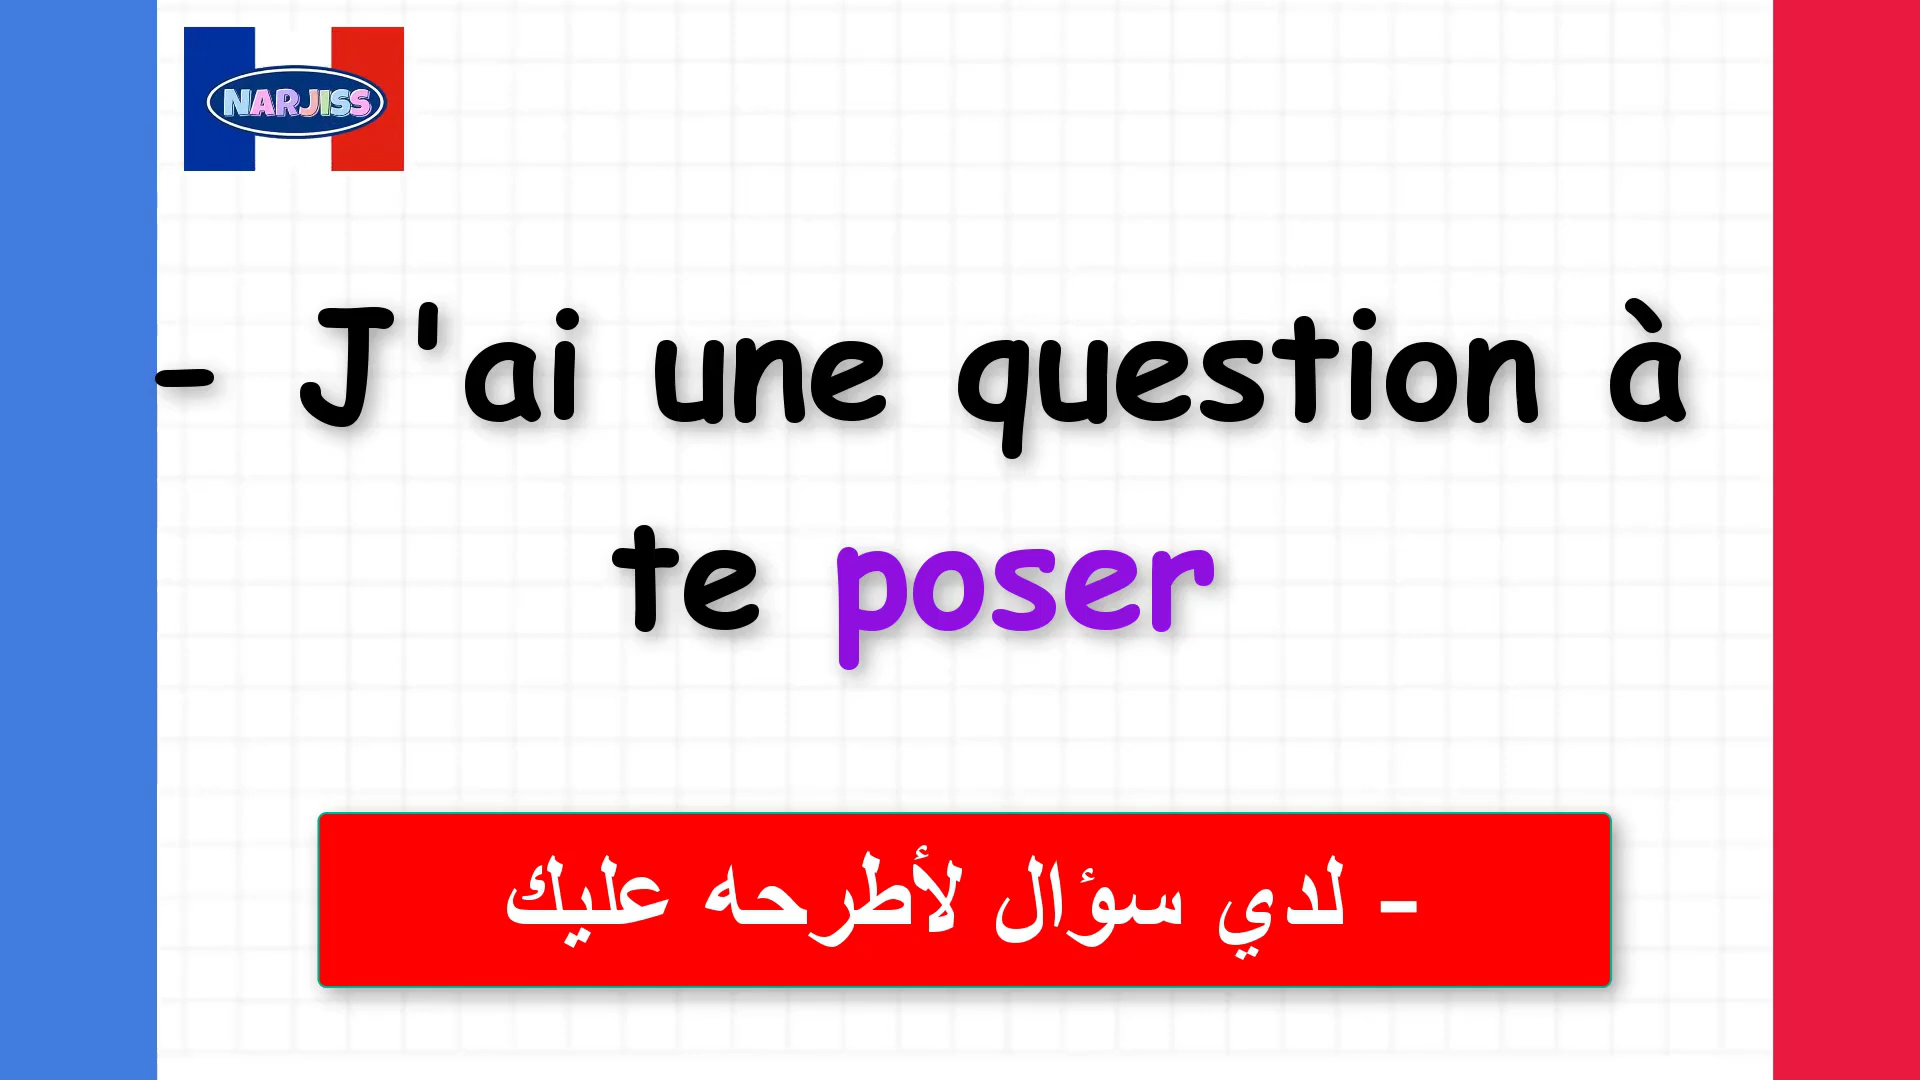 NARJISS
- J'ai une question à
te poser
- لدي سؤال لأطرحه عليك